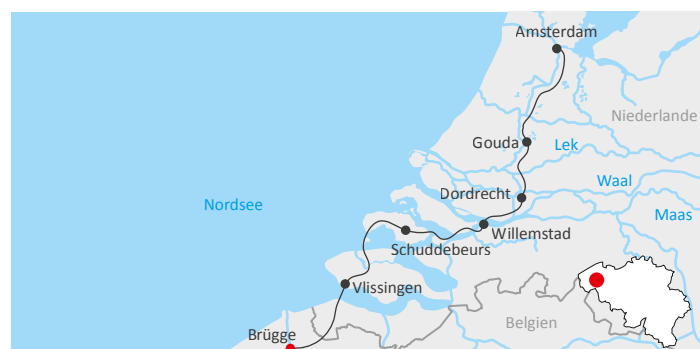 Amsterdam
Niederlande
Gouda
Lek
Waal
Dordrecht
Nordsee
Maas
Willemstad
Schuddebeurs
Vlissingen
Belgien
Brügge